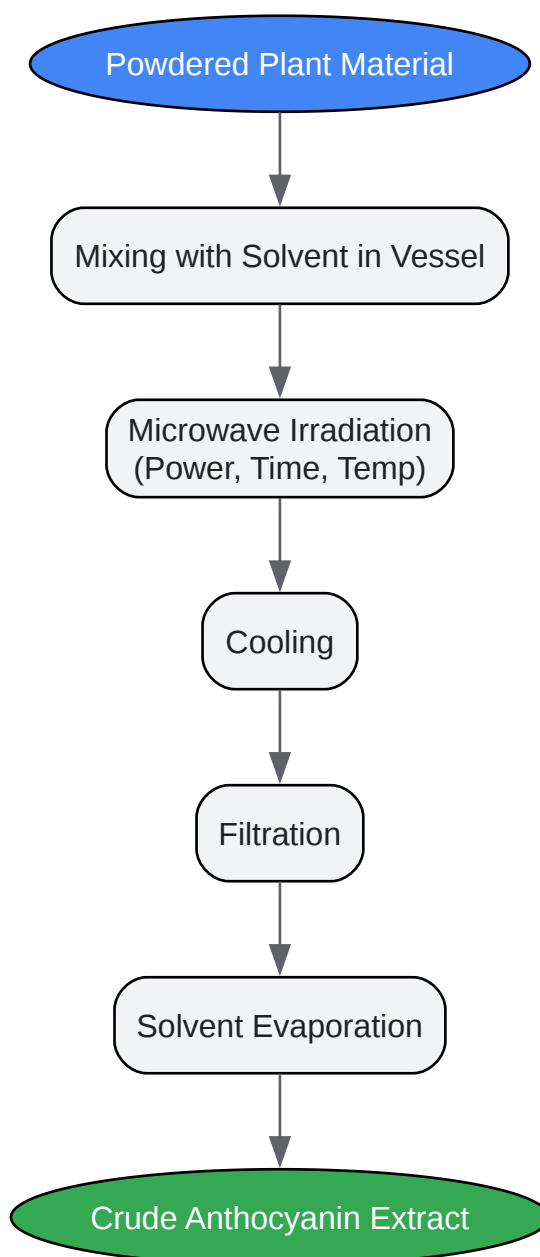 Powdered Plant Material
Mixing with Solvent in Vessel
Microwave Irradiation
(Power, Time, Temp)
Cooling
Filtration
Solvent Evaporation
Crude Anthocyanin Extract